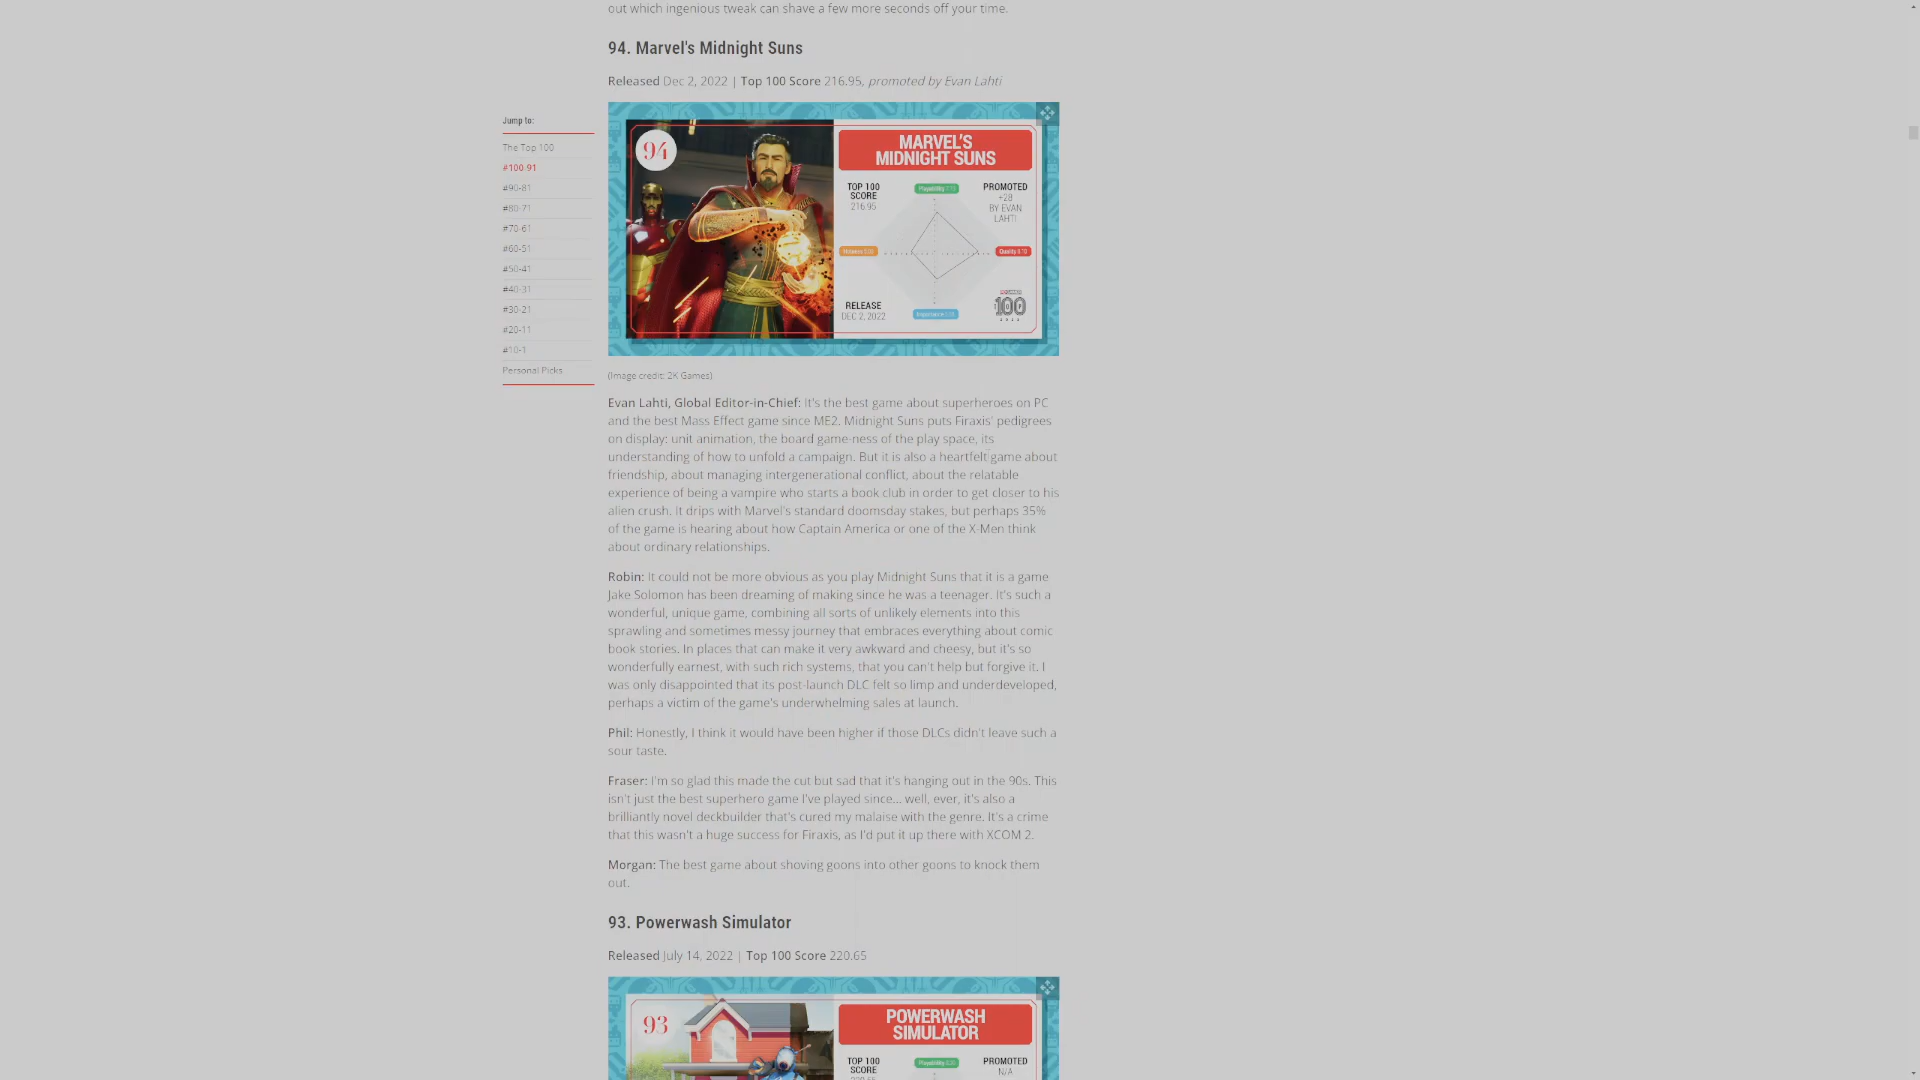 out which ingenious tweak can shave a few more seconds off your time.
94. Marvel's Midnight Suns
Released Dec 2, 2022 | Top 100 Score 216.95, promoted by Evan Lahti
Jump to:
The Top 100
#100-91
#90-81
#80-71
#70-61
#60-51
#50-41
#40-31
#30-21
#20-11
#10-1
Personal Picks
94
MARVEL'S
MIDNIGHT SUNS
TOP 100
SCORE
216.95
Playability
PROMOTED
+28
BY EVAN
LAHTI
Quality
RELEASE
DEC 2, 2022
Importance
100
(Image credit: 2K Games)
Evan Lahti, Global Editor-in-Chief: It's the best game about superheroes on PC
and the best Mass Effect game since ME2. Midnight Suns puts Firaxis' pedigrees
on display: unit animation, the board game-ness of the play space, its
understanding of how to unfold a campaign. But it is also a heartfelt game about
friendship, about managing intergenerational conflict, about the relatable
experience of being a vampire who starts a book club in order to get closer to his
alien crush. It drips with Marvel's standard doomsday stakes, but perhaps 35%
of the game is hearing about how Captain America or one of the X-Men think
about ordinary relationships.
Robin: It could not be more obvious as you play Midnight Suns that it is a game
Jake Solomon has been dreaming of making since he was a teenager. It's such a
wonderful, unique game, combining all sorts of unlikely elements into this
sprawling and sometimes messy journey that embraces everything about comic
book stories. In places that can make it very awkward and cheesy, but it's so
wonderfully earnest, with such rich systems, that you can't help but forgive it. I
was only disappointed that its post-launch DLC felt so limp and underdeveloped,
perhaps a victim of the game's underwhelming sales at launch.
Phil: Honestly, I think it would have been higher if those DLCs didn't leave such a
sour taste.
Fraser: I'm so glad this made the cut but sad that it's hanging out in the 90s. This
isn't just the best superhero game I've played since... well, ever, it's also a
brilliantly novel deckbuilder that's cured my malaise with the genre. It's a crime
that this wasn't a huge success for Firaxis, as I'd put it up there with XCOM 2.
Morgan: The best game about shoving goons into other goons to knock them
out.
93. Powerwash Simulator
Released July 14, 2022 | Top 100 Score 220.65
93
POWERWASH
SIMULATOR
TOP 100
SCORE
Playability
PROMOTED
N/A